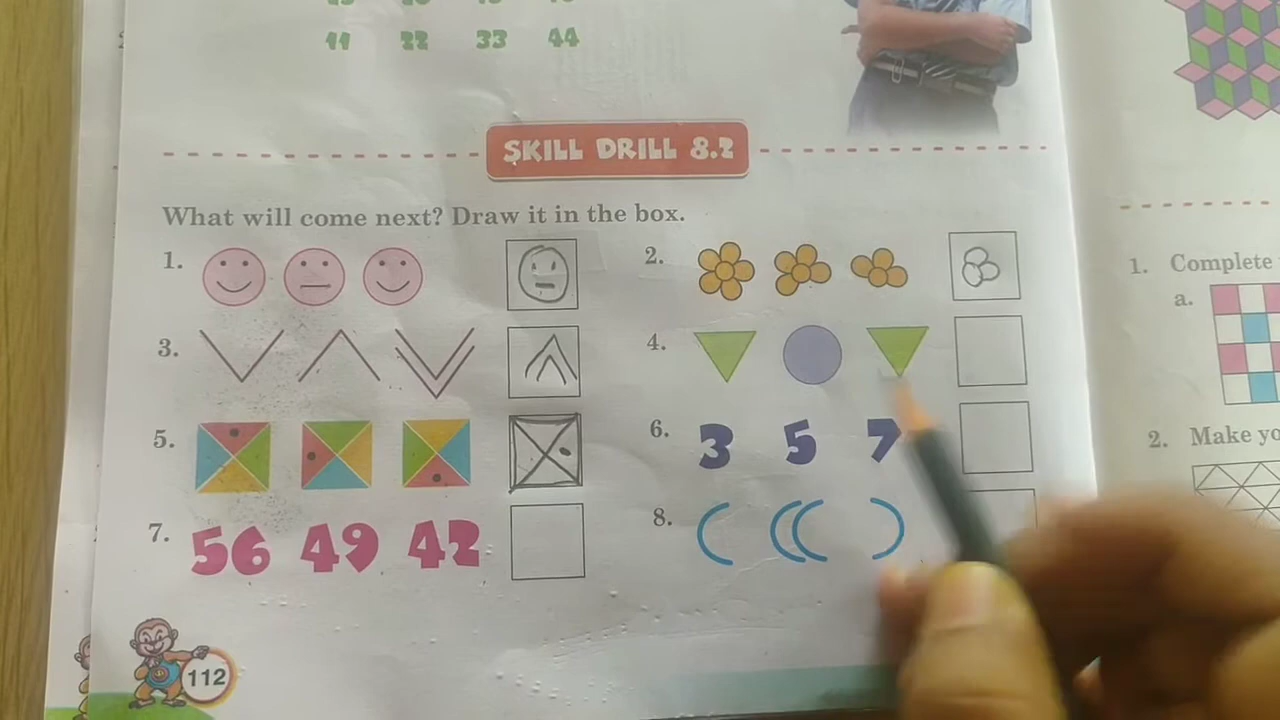 11 22 33 44
SKILL DRILL 8.2
What will come next? Draw it in the box.
1.
2.
3.
4.
5.
6. 3 5 7
7. 56 49 42
8.
112
1. Complete
a.
2. Make yo